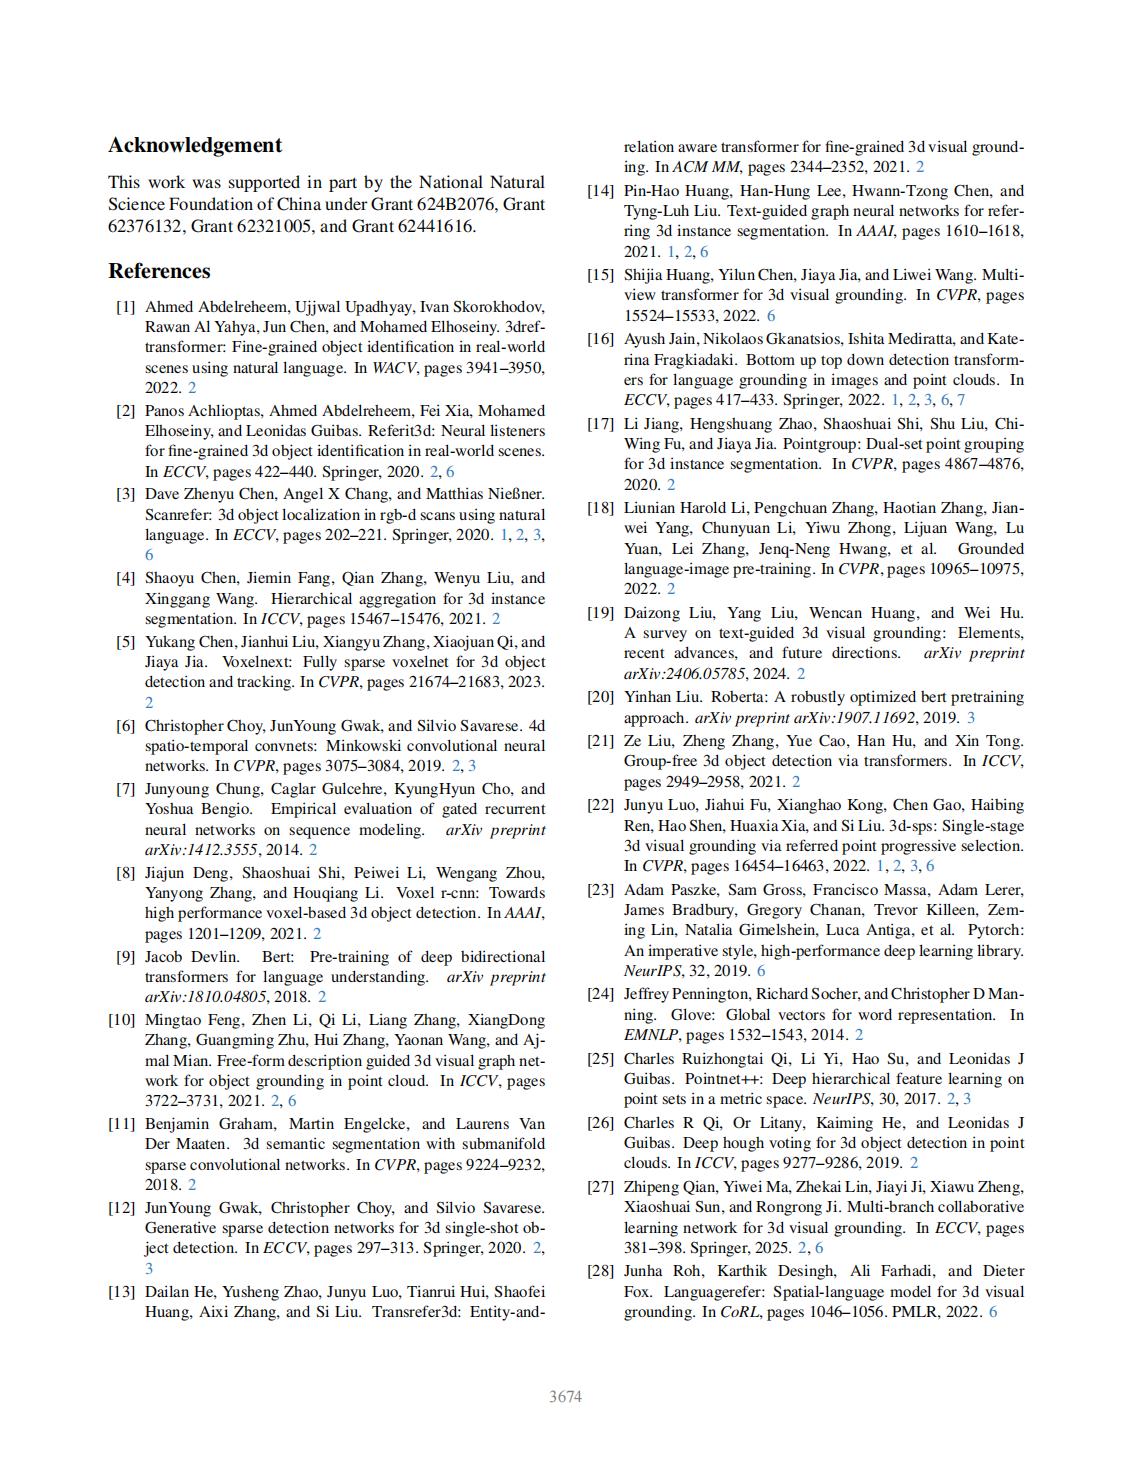 Acknowledgement
This work was supported in part by the National Natural
Science Foundation of China under Grant 624B2076, Grant
62376132, Grant 62321005, and Grant 62441616.
References
[1] Ahmed Abdelreheem, Ujjwal Upadhyay, Ivan Skorokhodov,
Rawan Al Yahya, Jun Chen, and Mohamed Elhoseiny. 3dref-
transformer: Fine-grained object identification in real-world
scenes using natural language. In WACV, pages 3941–3950,
2022. 2
[2] Panos Achlioptas, Ahmed Abdelreheem, Fei Xia, Mohamed
Elhoseiny, and Leonidas Guibas. Referit3d: Neural listeners
for fine-grained 3d object identification in real-world scenes.
In ECCV, pages 422–440. Springer, 2020. 2, 6
[3] Dave Zhenyu Chen, Angel X Chang, and Matthias Nießner.
Scanrefer: 3d object localization in rgb-d scans using natural
language. In ECCV, pages 202–221. Springer, 2020. 1, 2, 3,
6
[4] Shaoyu Chen, Jiemin Fang, Qian Zhang, Wenyu Liu, and
Xinggang Wang. Hierarchical aggregation for 3d instance
segmentation. In ICCV, pages 15467–15476, 2021. 2
[5] Yukang Chen, Jianhui Liu, Xiangyu Zhang, Xiaojuan Qi, and
Jiaya Jia. Voxelnext: Fully sparse voxelnet for 3d object
detection and tracking. In CVPR, pages 21674–21683, 2023.
2
[6] Christopher Choy, JunYoung Gwak, and Silvio Savarese. 4d
spatio-temporal convnets: Minkowski convolutional neural
networks. In CVPR, pages 3075–3084, 2019. 2, 3
[7] Junyoung Chung, Caglar Gulcehre, KyungHyun Cho, and
Yoshua Bengio. Empirical evaluation of gated recurrent
neural networks on sequence modeling. arXiv preprint
arXiv:1412.3555, 2014. 2
[8] Jiajun Deng, Shaoshuai Shi, Peiwei Li, Wengang Zhou,
Yanyong Zhang, and Houqiang Li. Voxel r-cnn: Towards
high performance voxel-based 3d object detection. In AAAI,
pages 1201–1209, 2021. 2
[9] Jacob Devlin. Bert: Pre-training of deep bidirectional
transformers for language understanding. arXiv preprint
arXiv:1810.04805, 2018. 2
[10] Mingtao Feng, Zhen Li, Qi Li, Liang Zhang, XiangDong
Zhang, Guangming Zhu, Hui Zhang, Yaonan Wang, and Aj-
mal Mian. Free-form description guided 3d visual graph net-
work for object grounding in point cloud. In ICCV, pages
3722–3731, 2021. 2, 6
[11] Benjamin Graham, Martin Engelcke, and Laurens Van
Der Maaten. 3d semantic segmentation with submanifold
sparse convolutional networks. In CVPR, pages 9224–9232,
2018. 2
[12] JunYoung Gwak, Christopher Choy, and Silvio Savarese.
Generative sparse detection networks for 3d single-shot ob-
ject detection. In ECCV, pages 297–313. Springer, 2020. 2,
3
[13] Dailan He, Yusheng Zhao, Junyu Luo, Tianrui Hui, Shaofei
Huang, Aixi Zhang, and Si Liu. Transrefer3d: Entity-and-
relation aware transformer for fine-grained 3d visual ground-
ing. In ACM MM, pages 2344–2352, 2021. 2
[14] Pin-Hao Huang, Han-Hung Lee, Hwann-Tzong Chen, and
Tyng-Luh Liu. Text-guided graph neural networks for refer-
ring 3d instance segmentation. In AAAI, pages 1610–1618,
2021. 1, 2, 6
[15] Shijia Huang, Yilun Chen, Jiaya Jia, and Liwei Wang. Multi-
view transformer for 3d visual grounding. In CVPR, pages
15524–15533, 2022. 6
[16] Ayush Jain, Nikolaos Gkanatsios, Ishita Mediratta, and Kate-
rina Fragkiadaki. Bottom up top down detection transform-
ers for language grounding in images and point clouds. In
ECCV, pages 417–433. Springer, 2022. 1, 2, 3, 6, 7
[17] Li Jiang, Hengshuang Zhao, Shaoshuai Shi, Shu Liu, Chi-
Wing Fu, and Jiaya Jia. Pointgroup: Dual-set point grouping
for 3d instance segmentation. In CVPR, pages 4867–4876,
2020. 2
[18] Liunian Harold Li, Pengchuan Zhang, Haotian Zhang, Jian-
wei Yang, Chunyuan Li, Yiwu Zhong, Lijuan Wang, Lu
Yuan, Lei Zhang, Jenq-Neng Hwang, et al. Grounded
language-image pre-training. In CVPR, pages 10965–10975,
2022. 2
[19] Daizong Liu, Yang Liu, Wencan Huang, and Wei Hu.
A survey on text-guided 3d visual grounding: Elements,
recent advances, and future directions. arXiv preprint
arXiv:2406.05785, 2024. 2
[20] Yinhan Liu. Roberta: A robustly optimized bert pretraining
approach. arXiv preprint arXiv:1907.11692, 2019. 3
[21] Ze Liu, Zheng Zhang, Yue Cao, Han Hu, and Xin Tong.
Group-free 3d object detection via transformers. In ICCV,
pages 2949–2958, 2021. 2
[22] Junyu Luo, Jiahui Fu, Xianghao Kong, Chen Gao, Haibing
Ren, Hao Shen, Huaxia Xia, and Si Liu. 3d-sps: Single-stage
3d visual grounding via referred point progressive selection.
In CVPR, pages 16454–16463, 2022. 1, 2, 3, 6
[23] Adam Paszke, Sam Gross, Francisco Massa, Adam Lerer,
James Bradbury, Gregory Chanan, Trevor Killeen, Zem-
ing Lin, Natalia Gimelshein, Luca Antiga, et al. Pytorch:
An imperative style, high-performance deep learning library.
NeurIPS, 32, 2019. 6
[24] Jeffrey Pennington, Richard Socher, and Christopher D Man-
ning. Glove: Global vectors for word representation. In
EMNLP, pages 1532–1543, 2014. 2
[25] Charles Ruizhongtai Qi, Li Yi, Hao Su, and Leonidas J
Guibas. Pointnet++: Deep hierarchical feature learning on
point sets in a metric space. NeurIPS, 30, 2017. 2, 3
[26] Charles R Qi, Or Litany, Kaiming He, and Leonidas J
Guibas. Deep hough voting for 3d object detection in point
clouds. In ICCV, pages 9277–9286, 2019. 2
[27] Zhipeng Qian, Yiwei Ma, Zhekai Lin, Jiayi Ji, Xiawu Zheng,
Xiaoshuai Sun, and Rongrong Ji. Multi-branch collaborative
learning network for 3d visual grounding. In ECCV, pages
381–398. Springer, 2025. 2, 6
[28] Junha Roh, Karthik Desingh, Ali Farhadi, and Dieter
Fox. Languagerefer: Spatial-language model for 3d visual
grounding. In CoRL, pages 1046–1056. PMLR, 2022. 6
3674